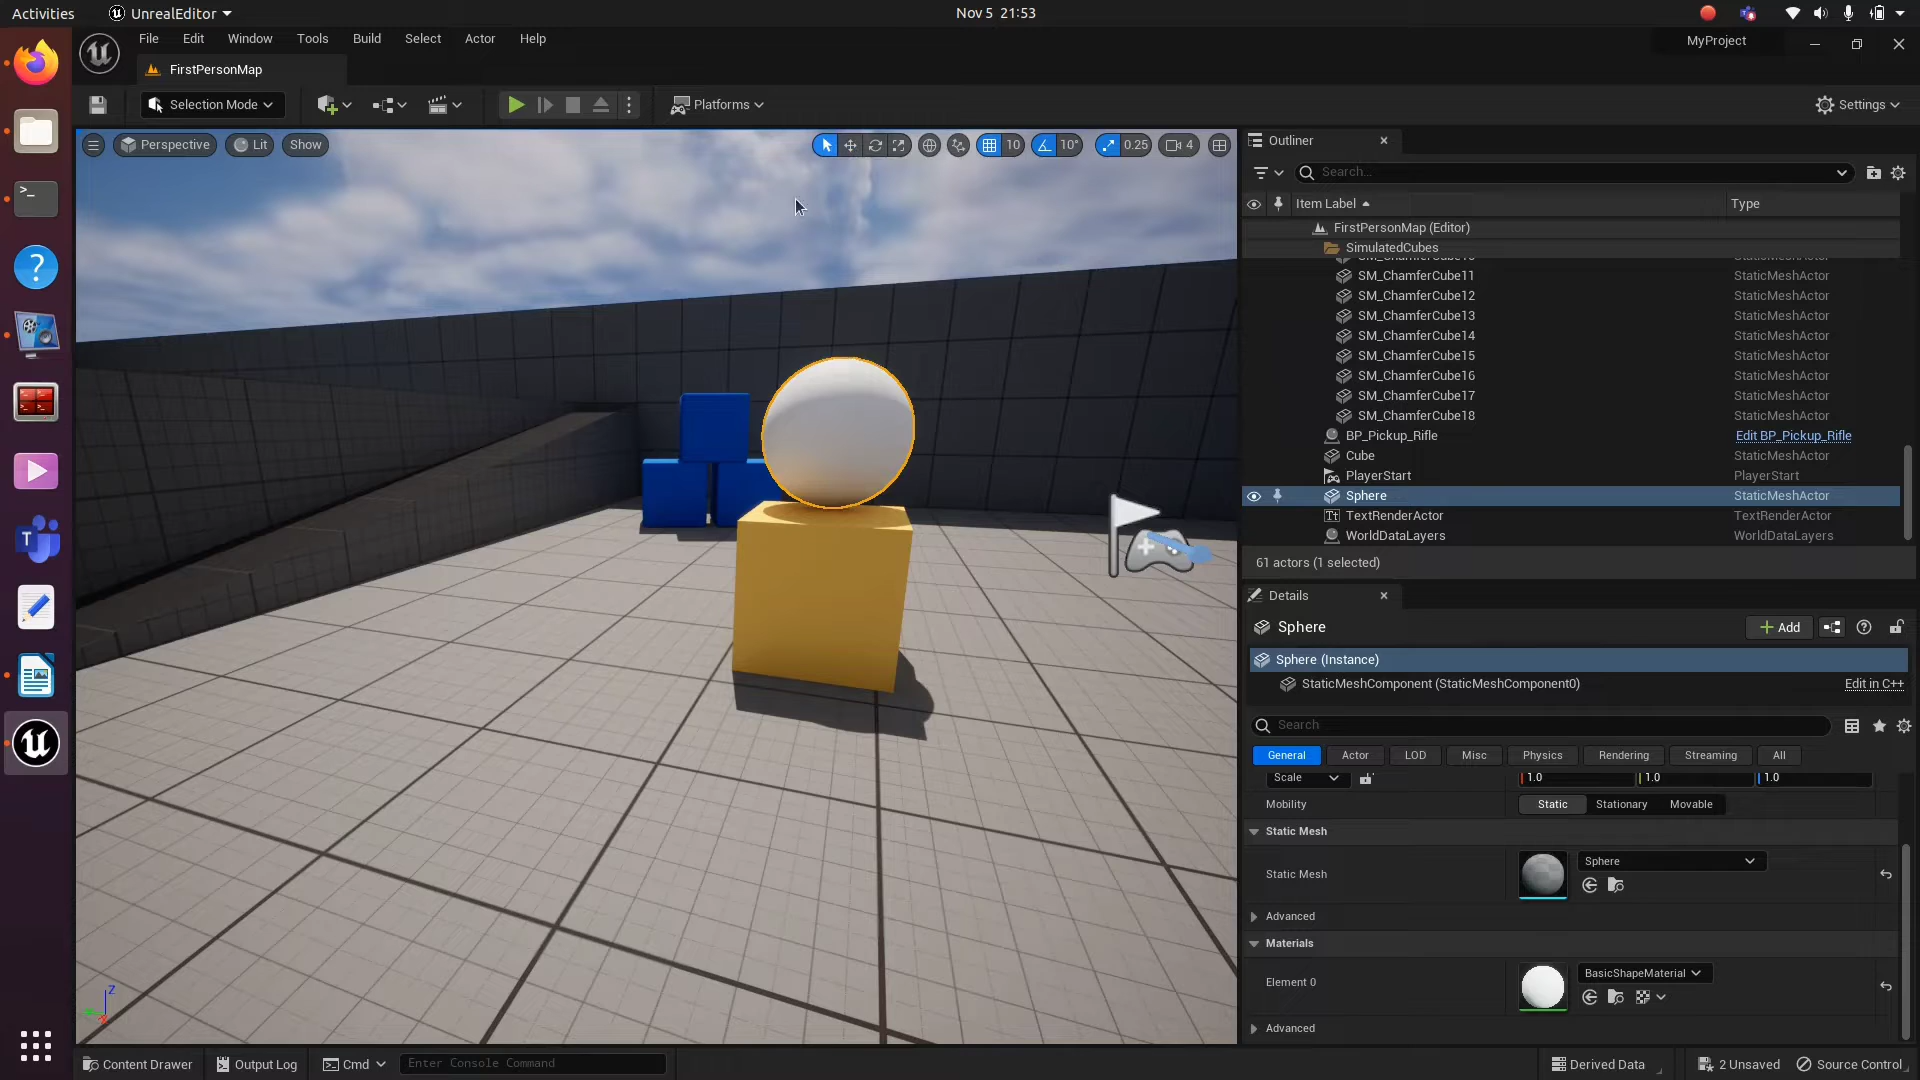 Activities
UnrealEditor
Nov 5 21:53
File Edit Window Tools Build Select Actor Help
MyProject
FirstPersonMap
Selection Mode
Platforms
Settings
Perspective
Lit
Show
10
10°
0.25
4
Outliner
Search...
Item Label
Type
FirstPersonMap (Editor)
SimulatedCubes
SM_ChamferCube11 StaticMeshActor
SM_ChamferCube12 StaticMeshActor
SM_ChamferCube13 StaticMeshActor
SM_ChamferCube14 StaticMeshActor
SM_ChamferCube15 StaticMeshActor
SM_ChamferCube16 StaticMeshActor
SM_ChamferCube17 StaticMeshActor
SM_ChamferCube18 StaticMeshActor
BP_Pickup_Rifle Edit BP_Pickup_Rifle
Cube StaticMeshActor
PlayerStart PlayerStart
Sphere StaticMeshActor
TextRenderActor TextRenderActor
WorldDataLayers WorldDataLayers
61 actors (1 selected)
Details
Sphere
Add
Sphere (Instance)
StaticMeshComponent (StaticMeshComponent0) Edit in C++
Search
General Actor LOD Misc Physics Rendering Streaming All
Scale 1.0 1.0 1.0
Mobility Static Stationary Movable
Static Mesh
Static Mesh Sphere
Advanced
Materials
Element 0 BasicShapeMaterial
Advanced
Z
Content Drawer
Output Log
Cmd
Enter Console Command
Derived Data
2 Unsaved
Source Control